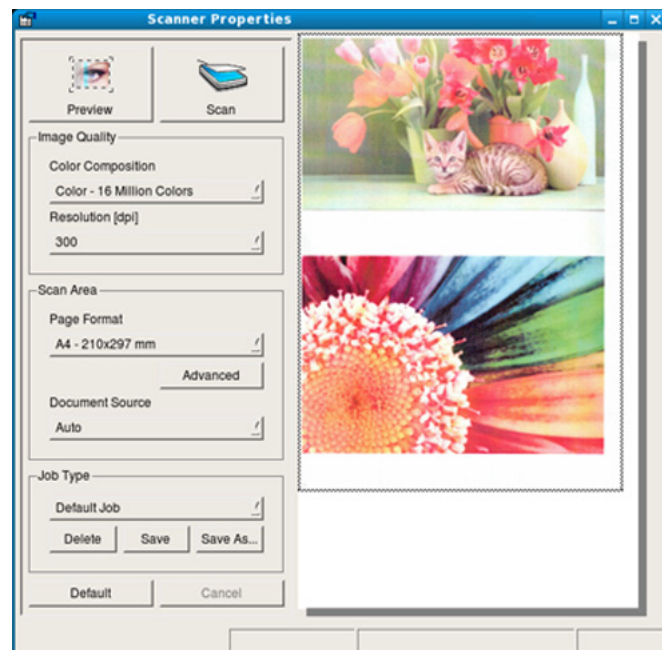 Scanner Properties
Preview
Scan
Image Quality
Color Composition
Color - 16 Million Colors
Resolution [dpi]
300
Scan Area
Page Format
A4 - 210x297 mm
Advanced
Document Source
Auto
Job Type
Default Job
Delete
Save
Save As...
Default
Cancel